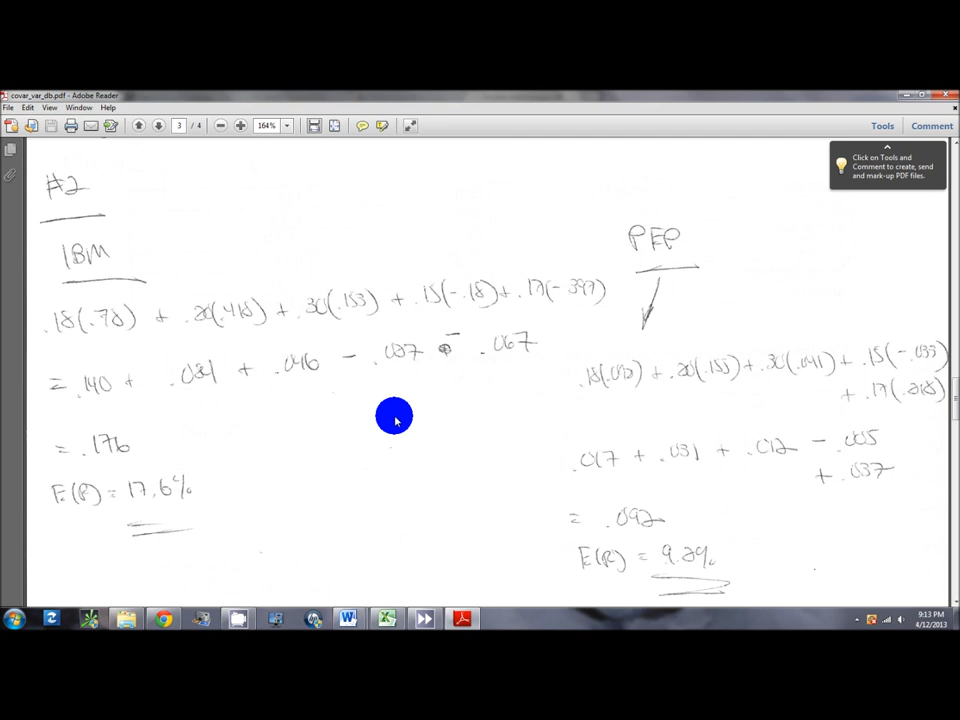 covar_var_db.pdf - Adobe Reader
File Edit View Window Help
3 / 4 164% Tools Comment
Click on Tools and
Comment to create, send
and mark-up PDF files.
#2
IBM
.18(.78) + .20(.418) + .30(.153) + .15(-.18) + .17(-.397)
= .140 + .084 + .046 - .027 - .067
= .176
E(R) = 17.6%
PEP
.18(.092) + .20(.153) + .30(.041) + .15(-.033)
+ .17(.218)
.017 + .031 + .012 - .005
+ .037
= .092
E(R) = 9.2%
9:13 PM
4/12/2013